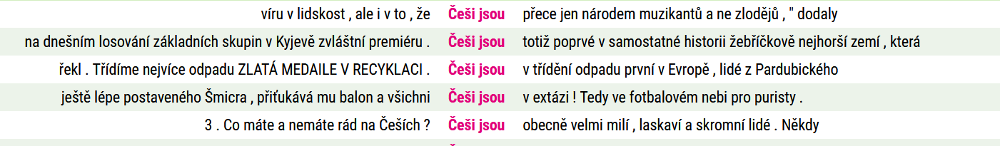 víru v lidskost , ale i v to , že Češi jsou přece jen národem muzikantů a ne zlodějů , " dodaly
na dnešním losování základních skupin v Kyjevě zvláštní premiéru . Češi jsou totiž poprvé v samostatné historii žebříčkově nejhorší zemí , která
řekl . Třídíme nejvíce odpadu ZLATÁ MEDAILE V RECYKLACI . Češi jsou v třídění odpadu první v Evropě , lidé z Pardubického
ještě lépe postaveného Šmicra , přiťukává mu balon a všichni Češi jsou v extázi ! Tedy ve fotbalovém nebi pro puristy .
3 . Co máte a nemáte rád na Češích ? Češi jsou obecně velmi milí , laskaví a skromní lidé . Někdy